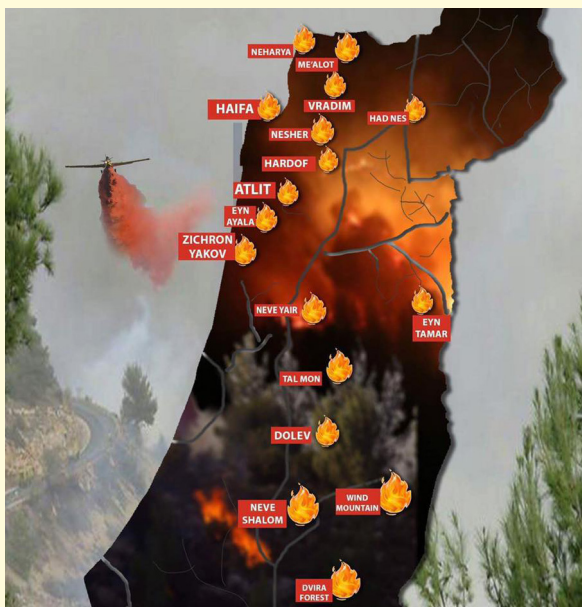 NEHARYA
ME'ALOT
VRADIM
HAIFA
HAD NES
NESHER
HARDOF
ATLIT
EYN
AYALA
ZICHRON
YAKOV
NEVE YAIR
EYN
TAMAR
TAL MON
DOLEV
WIND
MOUNTAIN
NEVE
SHALOM
DVIRA
FOREST